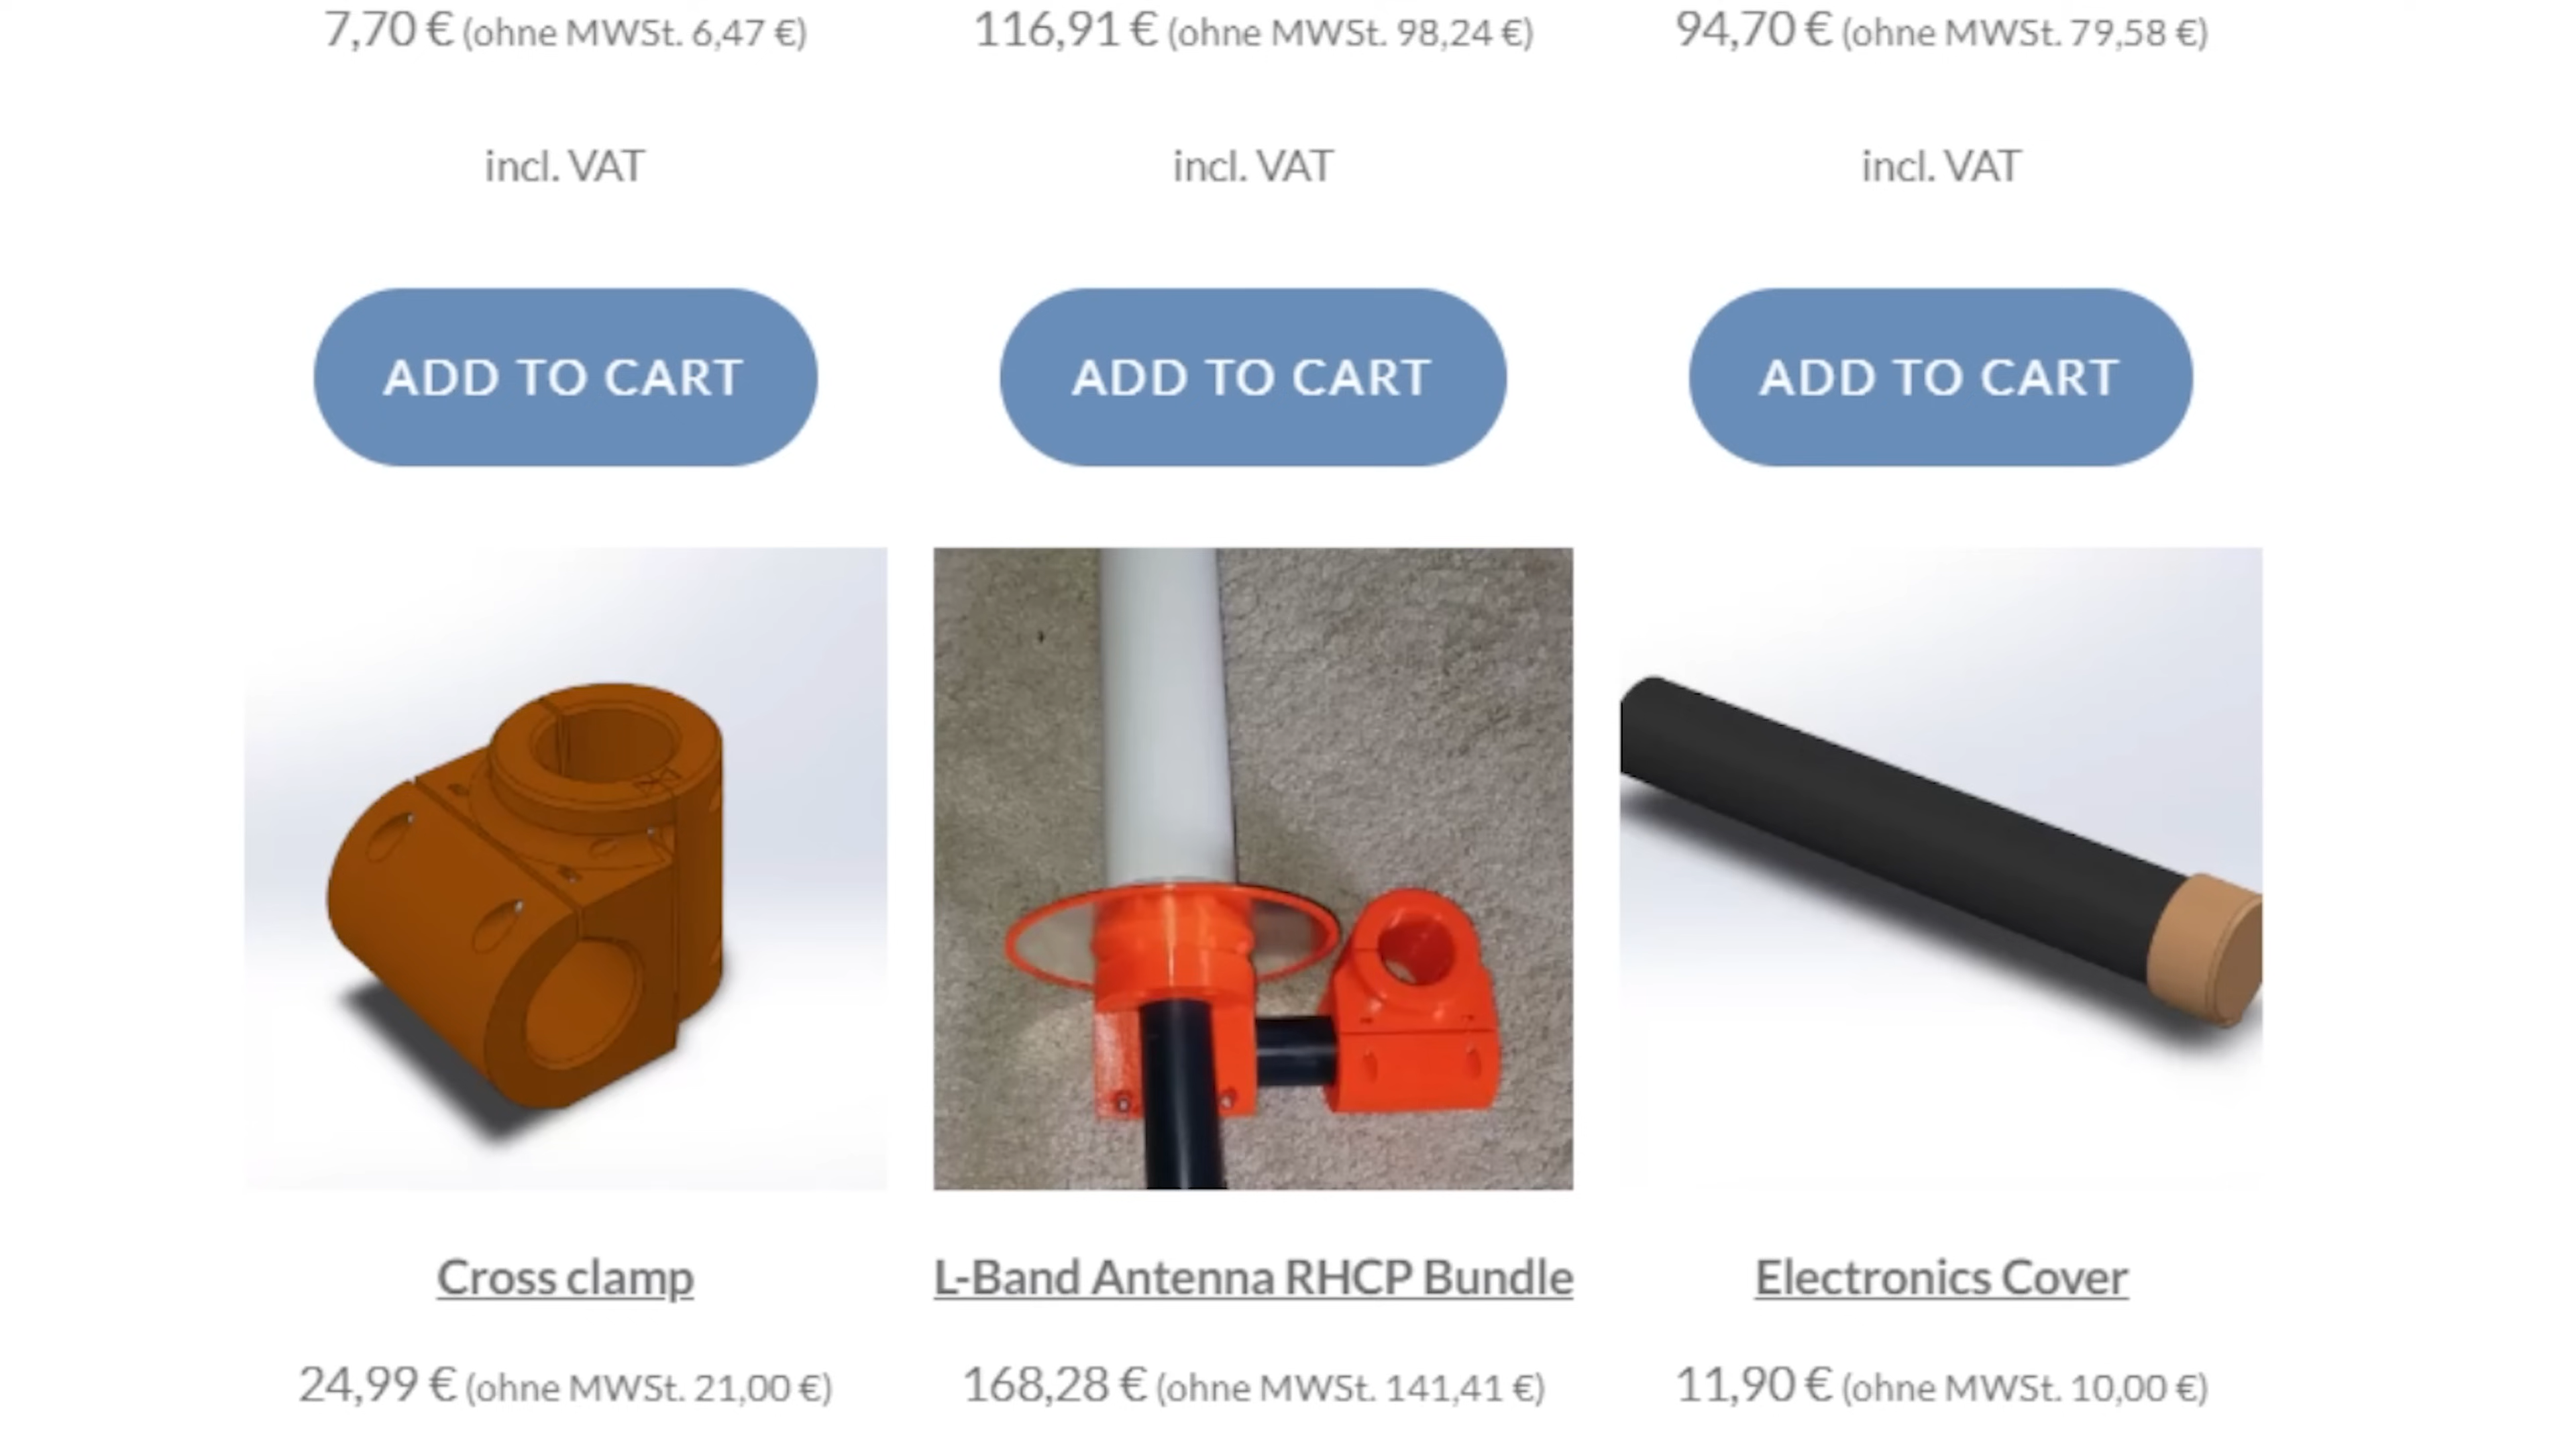 7,70 € (ohne MWSt. 6,47 €)
116,91 € (ohne MWSt. 98,24 €)
94,70 € (ohne MWSt. 79,58 €)
incl. VAT
incl. VAT
incl. VAT
ADD TO CART
ADD TO CART
ADD TO CART
Cross clamp
L-Band Antenna RHCP Bundle
Electronics Cover
24,99 € (ohne MWSt. 21,00 €)
168,28 € (ohne MWSt. 141,41 €)
11,90 € (ohne MWSt. 10,00 €)